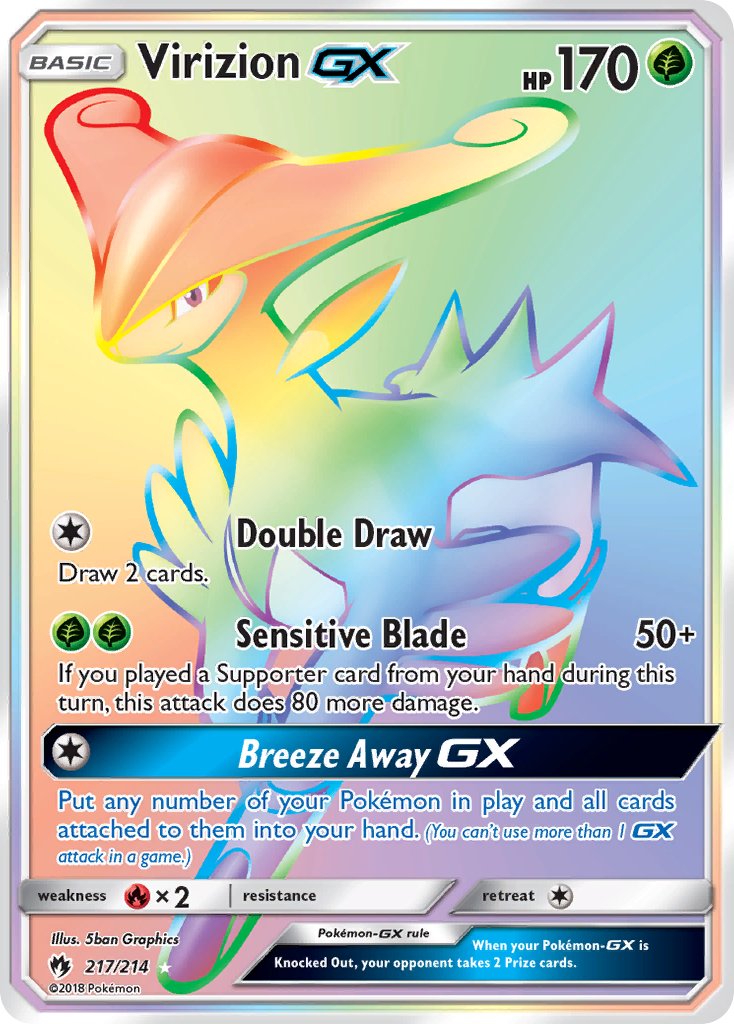 BASIC Virizion GX HP 170
Double Draw
Draw 2 cards.
Sensitive Blade 50+
If you played a Supporter card from your hand during this
turn, this attack does 80 more damage.
Breeze Away GX
Put any number of your Pokémon in play and all cards
attached to them into your hand. (You can't use more than 1 GX
attack in a game.)
weakness ×2 resistance retreat
Illus. 5ban Graphics
217/214
©2018 Pokémon
Pokémon-GX rule
When your Pokémon-GX is
Knocked Out, your opponent takes 2 Prize cards.